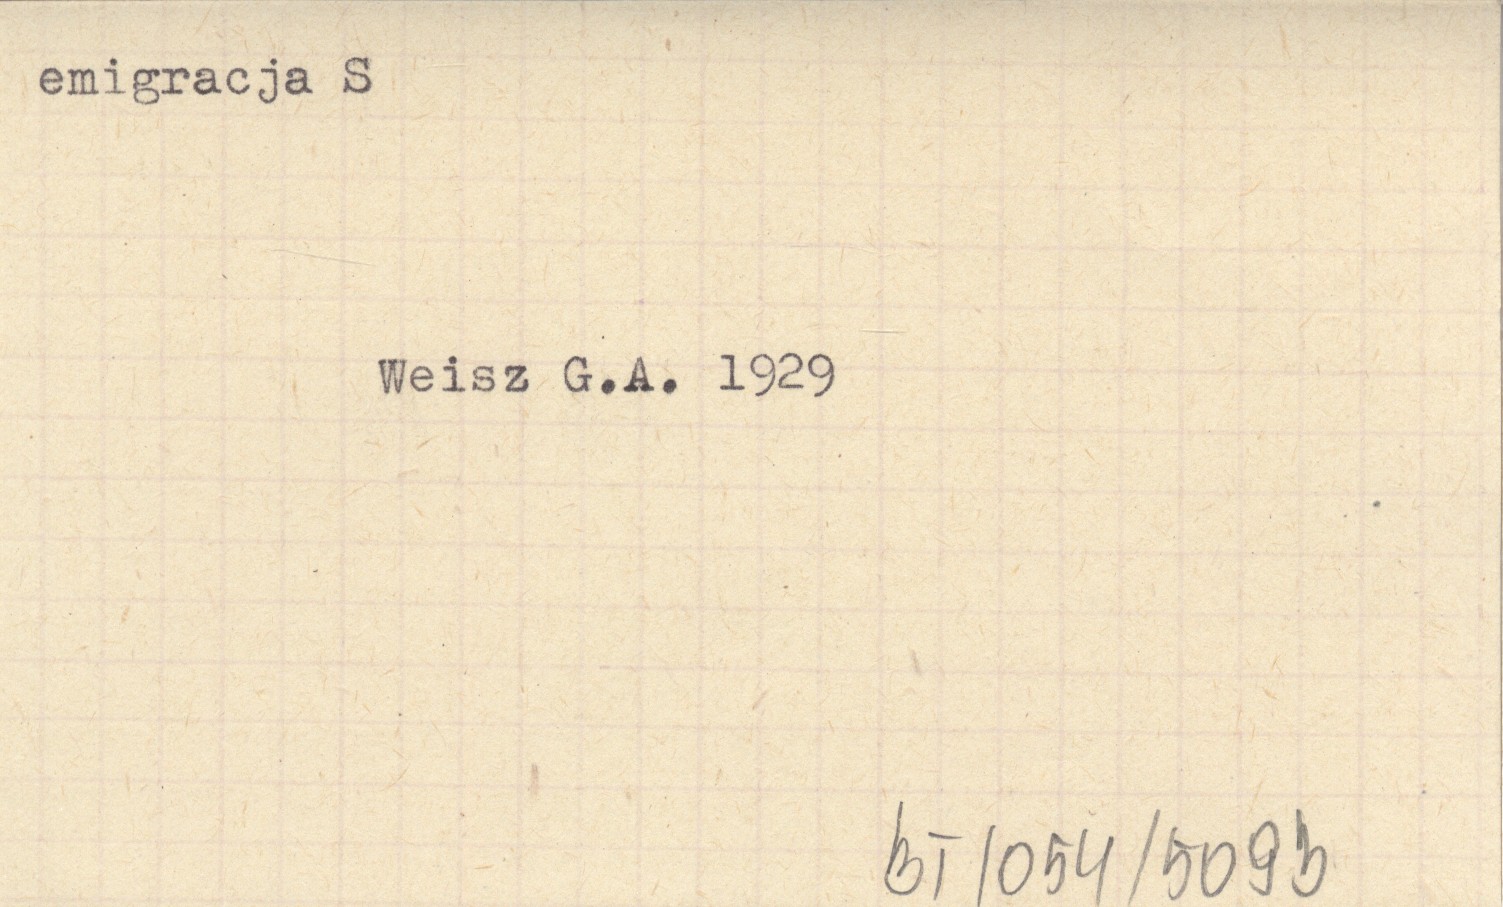 emigracja S
Weisz G.A. 1929
BT/054/5093